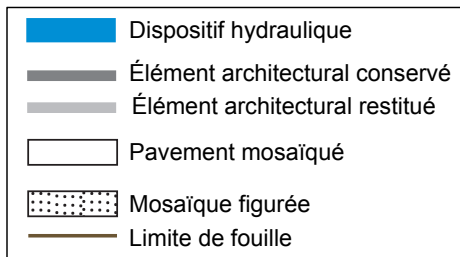 Dispositif hydraulique
Élément architectural conservé
Élément architectural restitué
Pavement mosaïqué
Mosaïque figurée
Limite de fouille